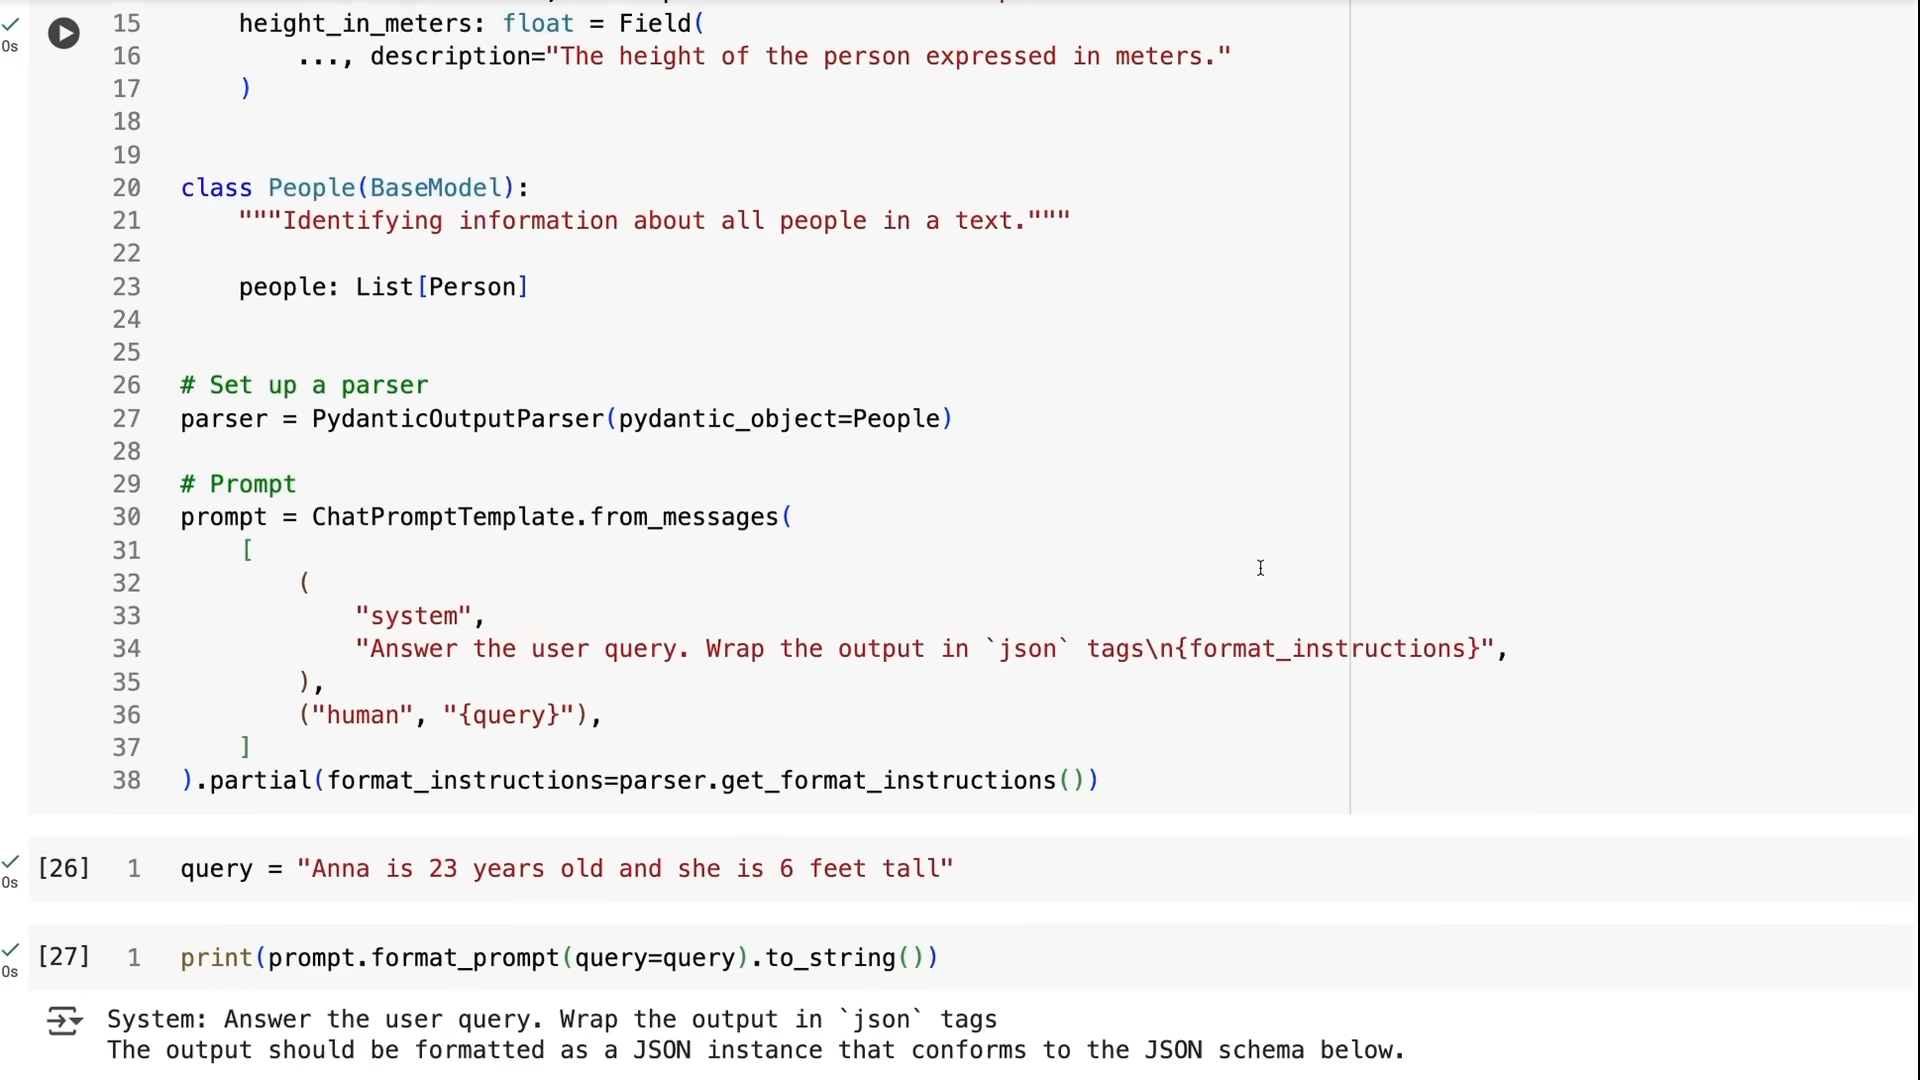 15 height_in_meters: float = Field(
0s
16 ..., description="The height of the person expressed in meters."
17 )
18
19
20 class People(BaseModel):
21 """Identifying information about all people in a text."""
22
23 people: List[Person]
24
25
26 # Set up a parser
27 parser = PydanticOutputParser(pydantic_object=People)
28
29 # Prompt
30 prompt = ChatPromptTemplate.from_messages(
31 [
32 (
33 "system",
34 "Answer the user query. Wrap the output in `json` tags\n{format_instructions}",
35 ),
36 ("human", "{query}"),
37 ]
38 ).partial(format_instructions=parser.get_format_instructions())
[26] 1 query = "Anna is 23 years old and she is 6 feet tall"
0s
[27] 1 print(prompt.format_prompt(query=query).to_string())
0s
System: Answer the user query. Wrap the output in `json` tags
The output should be formatted as a JSON instance that conforms to the JSON schema below.